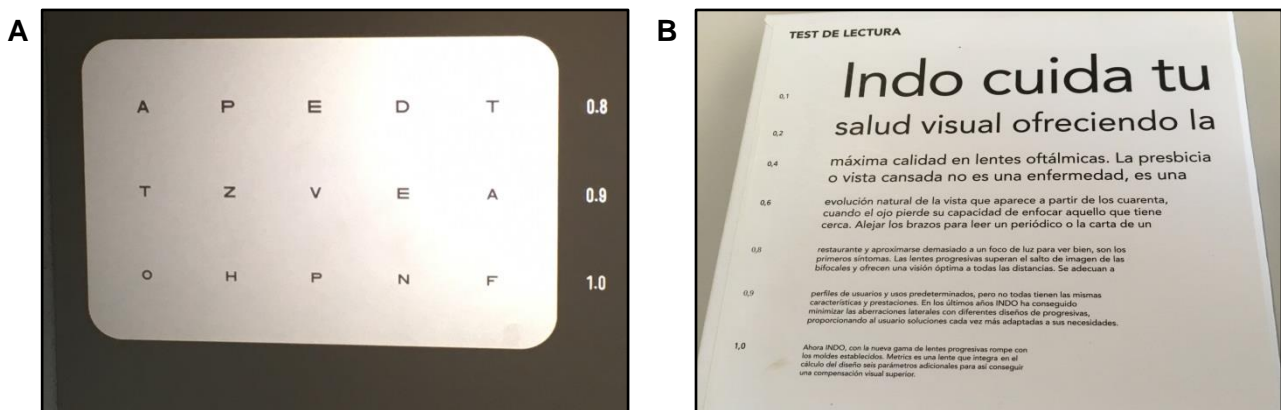 A
A P E D T 0.8
T Z V E A 0.9
O H P N F 1.0
B
TEST DE LECTURA
0,1 Indo cuida tu
0,2 salud visual ofreciendo la
0,4 máxima calidad en lentes oftálmicas. La presbicia
o vista cansada no es una enfermedad, es una
0,6 evolución natural de la vista que aparece a partir de los cuarenta,
cuando el ojo pierde su capacidad de enfocar aquello que tiene
cerca. Alejar los brazos para leer un periódico o la carta de un
0,8 restaurante y aproximarse demasiado a un foco de luz para ver bien, son los
primeros síntomas. Las lentes progresivas superan el salto de imagen de las
bifocales y ofrecen una visión óptima a todas las distancias. Se adecuan a
0,9 perfiles de usuarios y usos predeterminados, pero no todas tienen las mismas
características y prestaciones. En los últimos años INDO ha conseguido
minimizar las aberraciones laterales con diferentes diseños de progresivas,
proporcionando al usuario soluciones cada vez más adaptadas a sus necesidades.
1,0 Ahora INDO, con la nueva gama de lentes progresivas rompe con
los moldes establecidos. Metrics es una lente que integra en el
cálculo del diseño seis parámetros adicionales para así conseguir
una compensación visual superior.